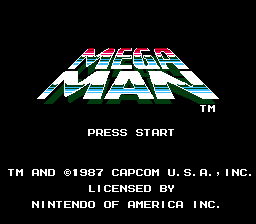 MEGA
MAN
TM
PRESS START
TM AND ©1987 CAPCOM U.S.A., INC.
LICENSED BY
NINTENDO OF AMERICA INC.